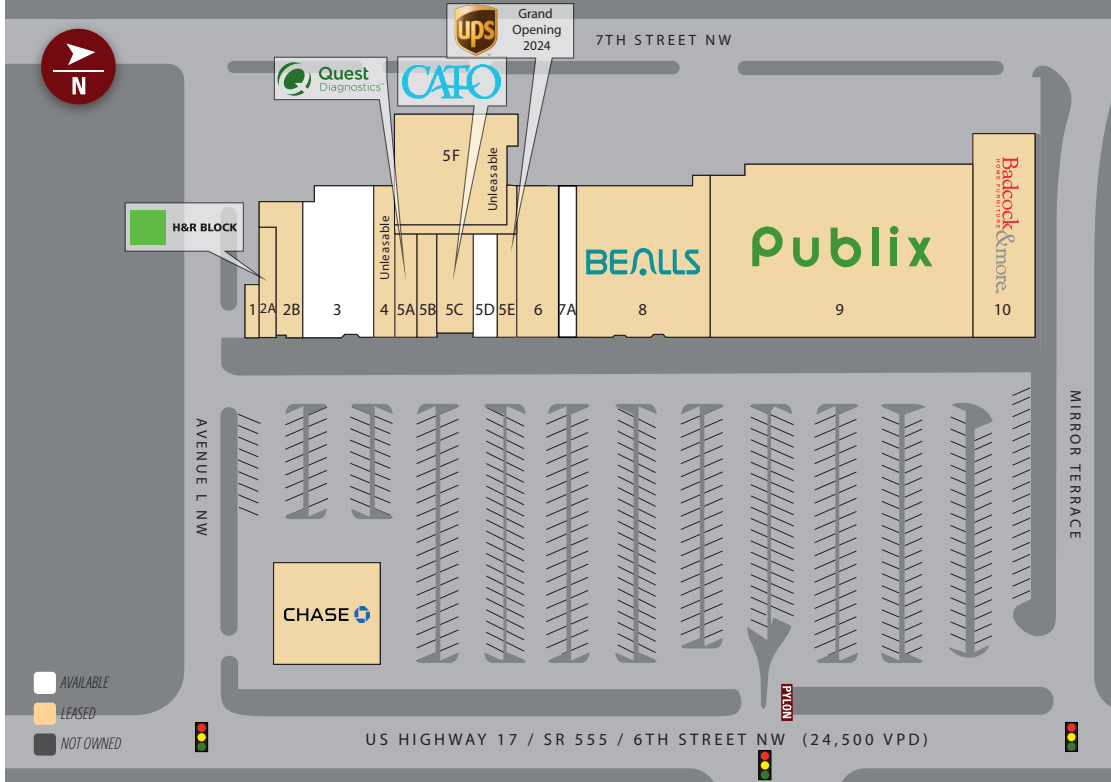 N
ups
Grand
Opening
2024
7TH STREET NW
Quest
Diagnostics
CATO
H&R BLOCK
5F
Unleasable
Unleasable
BEALLS
Publix
Badcock
HOME FURNITURE
&more.
1
2A
2B
3
4
5A
5B
5C
5D
5E
6
7A
8
9
10
AVENUE L NW
MIRROR TERRACE
CHASE
AVAILABLE
LEASED
NOT OWNED
PYLON
US HIGHWAY 17 / SR 555 / 6TH STREET NW (24,500 VPD)